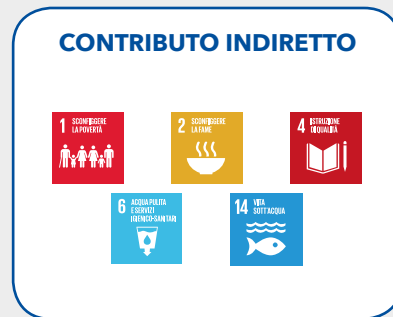 CONTRIBUTO INDIRETTO
1 SCONFIGGERE
LA POVERTÀ
2 SCONFIGGERE
LA FAME
4 ISTRUZIONE
DI QUALITÀ
6 ACQUA PULITA
E SERVIZI
IGIENICO-SANITARI
14 VITA
SOTT'ACQUA